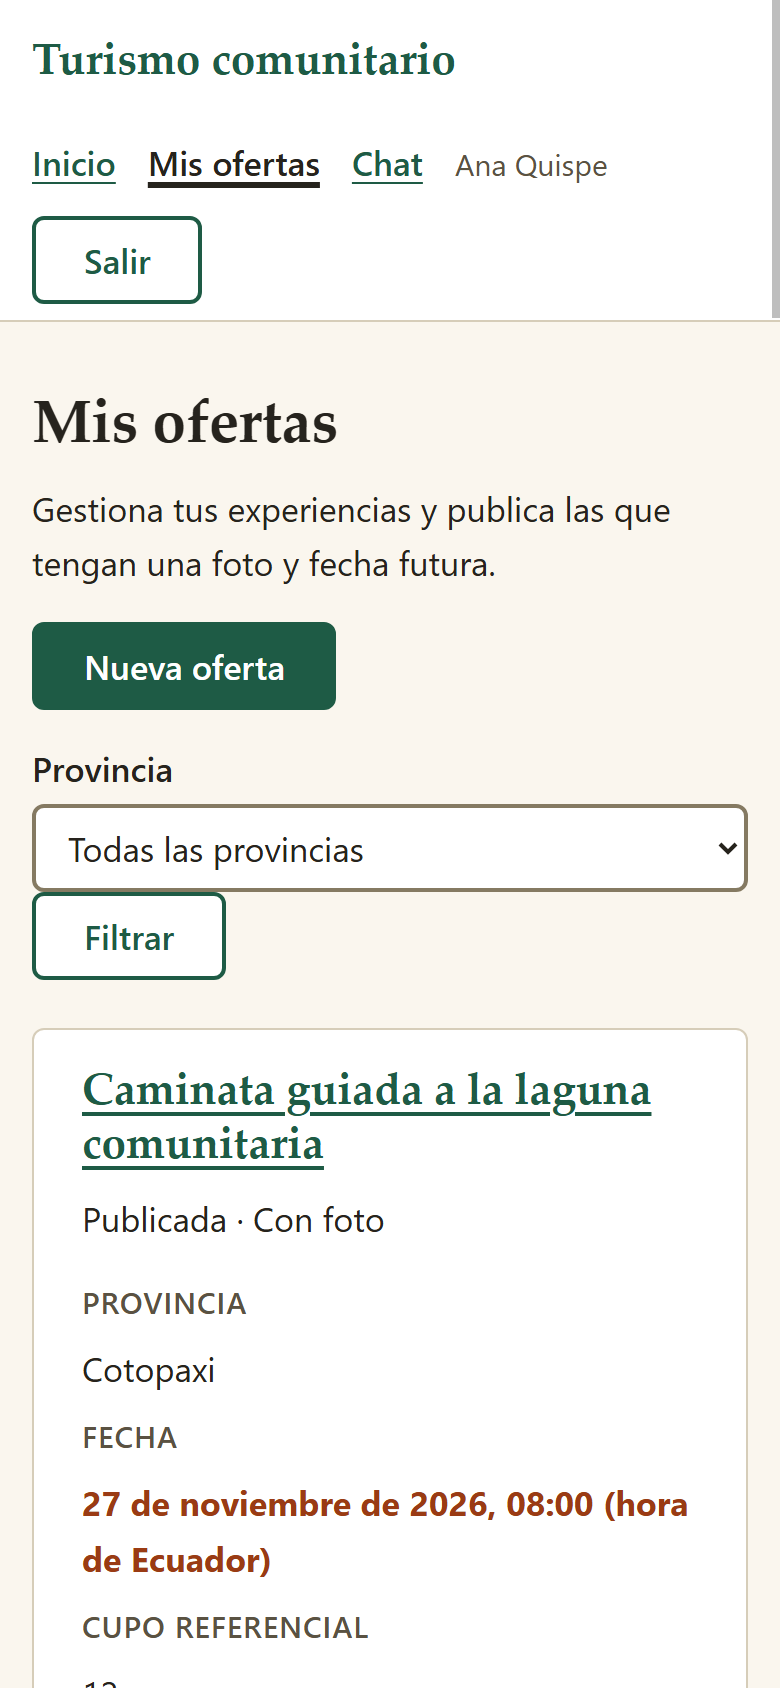 Turismo comunitario
Inicio Mis ofertas Chat Ana Quispe
Salir
Mis ofertas
Gestiona tus experiencias y publica las que
tengan una foto y fecha futura.
Nueva oferta
Provincia
Todas las provincias
Filtrar
Caminata guiada a la laguna
comunitaria
Publicada · Con foto
PROVINCIA
Cotopaxi
FECHA
27 de noviembre de 2026, 08:00 (hora
de Ecuador)
CUPO REFERENCIAL